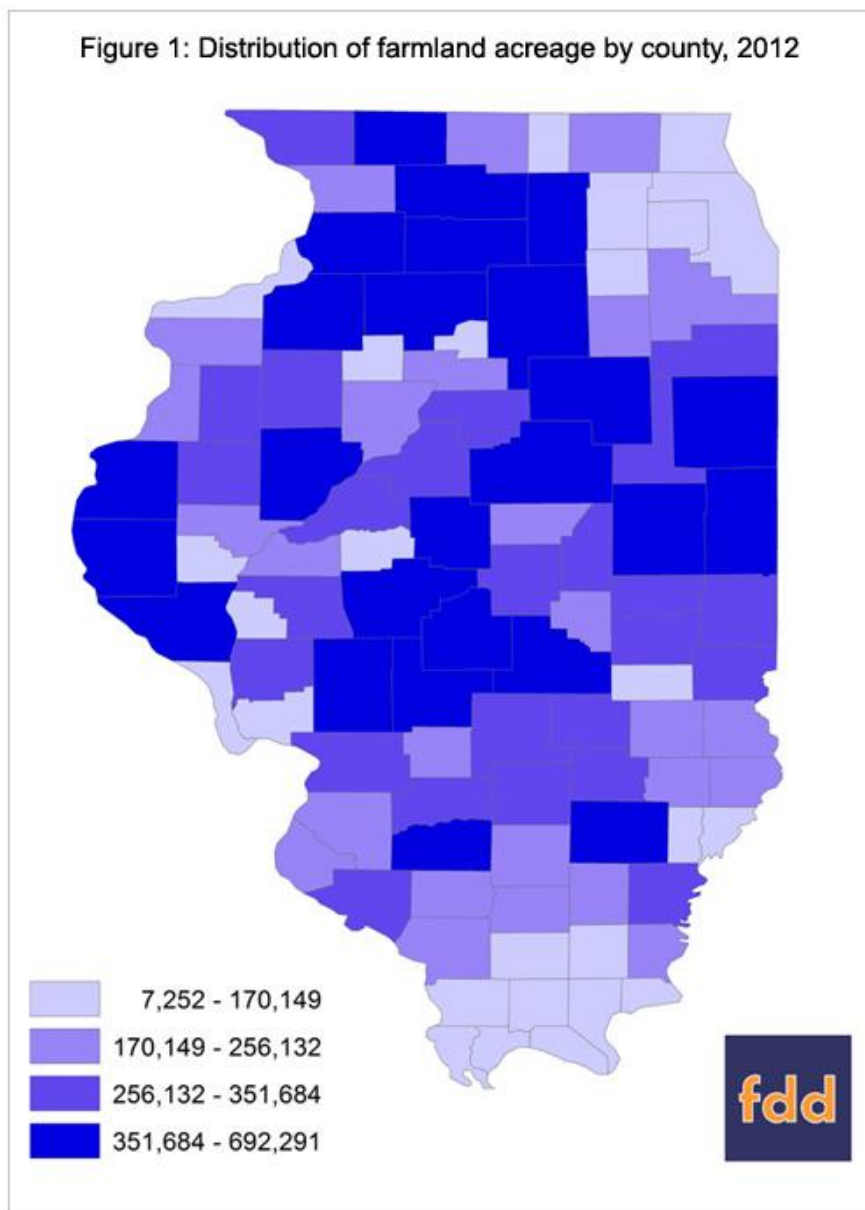 Figure 1: Distribution of farmland acreage by county, 2012
7,252 - 170,149
170,149 - 256,132
256,132 - 351,684
351,684 - 692,291
fdd